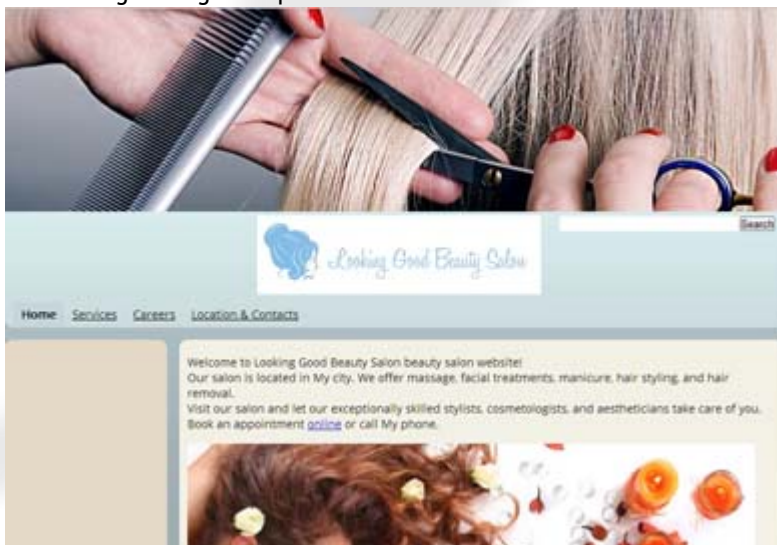 Search
Looking Good Beauty Salon
Home Services Careers Location & Contacts
Welcome to Looking Good Beauty Salon beauty salon website!
Our salon is located in My city. We offer massage, facial treatments, manicure, hair styling, and hair
removal.
Visit our salon and let our exceptionally skilled stylists, cosmetologists, and aestheticians take care of you.
Book an appointment online or call My phone.